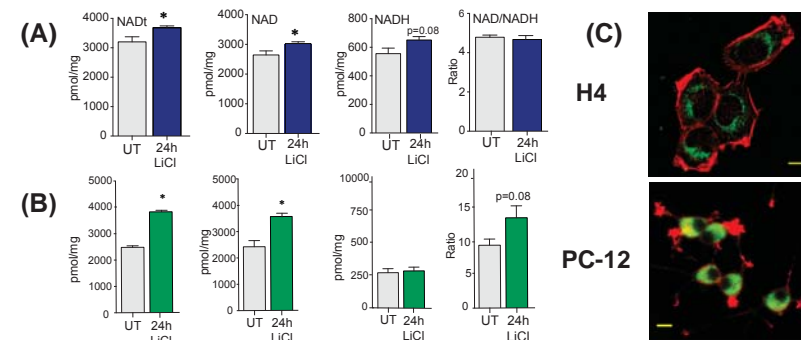 (A)
NADt
pmol/mg
4000
3000
2000
1000
0
*
UT
24h
LiCl
NAD
pmol/mg
4000
3000
2000
1000
0
*
UT
24h
LiCl
NADH
pmol/mg
800
600
400
200
0
p=0.08
UT
24h
LiCl
NAD/NADH
Ratio
6
4
2
0
UT
24h
LiCl
(B)
pmol/mg
5000
4000
3000
2000
1000
0
*
UT
24h
LiCl
pmol/mg
5000
4000
3000
2000
1000
0
*
UT
24h
LiCl
pmol/mg
10000
750
500
250
0
UT
24h
LiCl
Ratio
20
15
10
5
0
p=0.08
UT
24h
LiCl
(C)
H4
PC-12